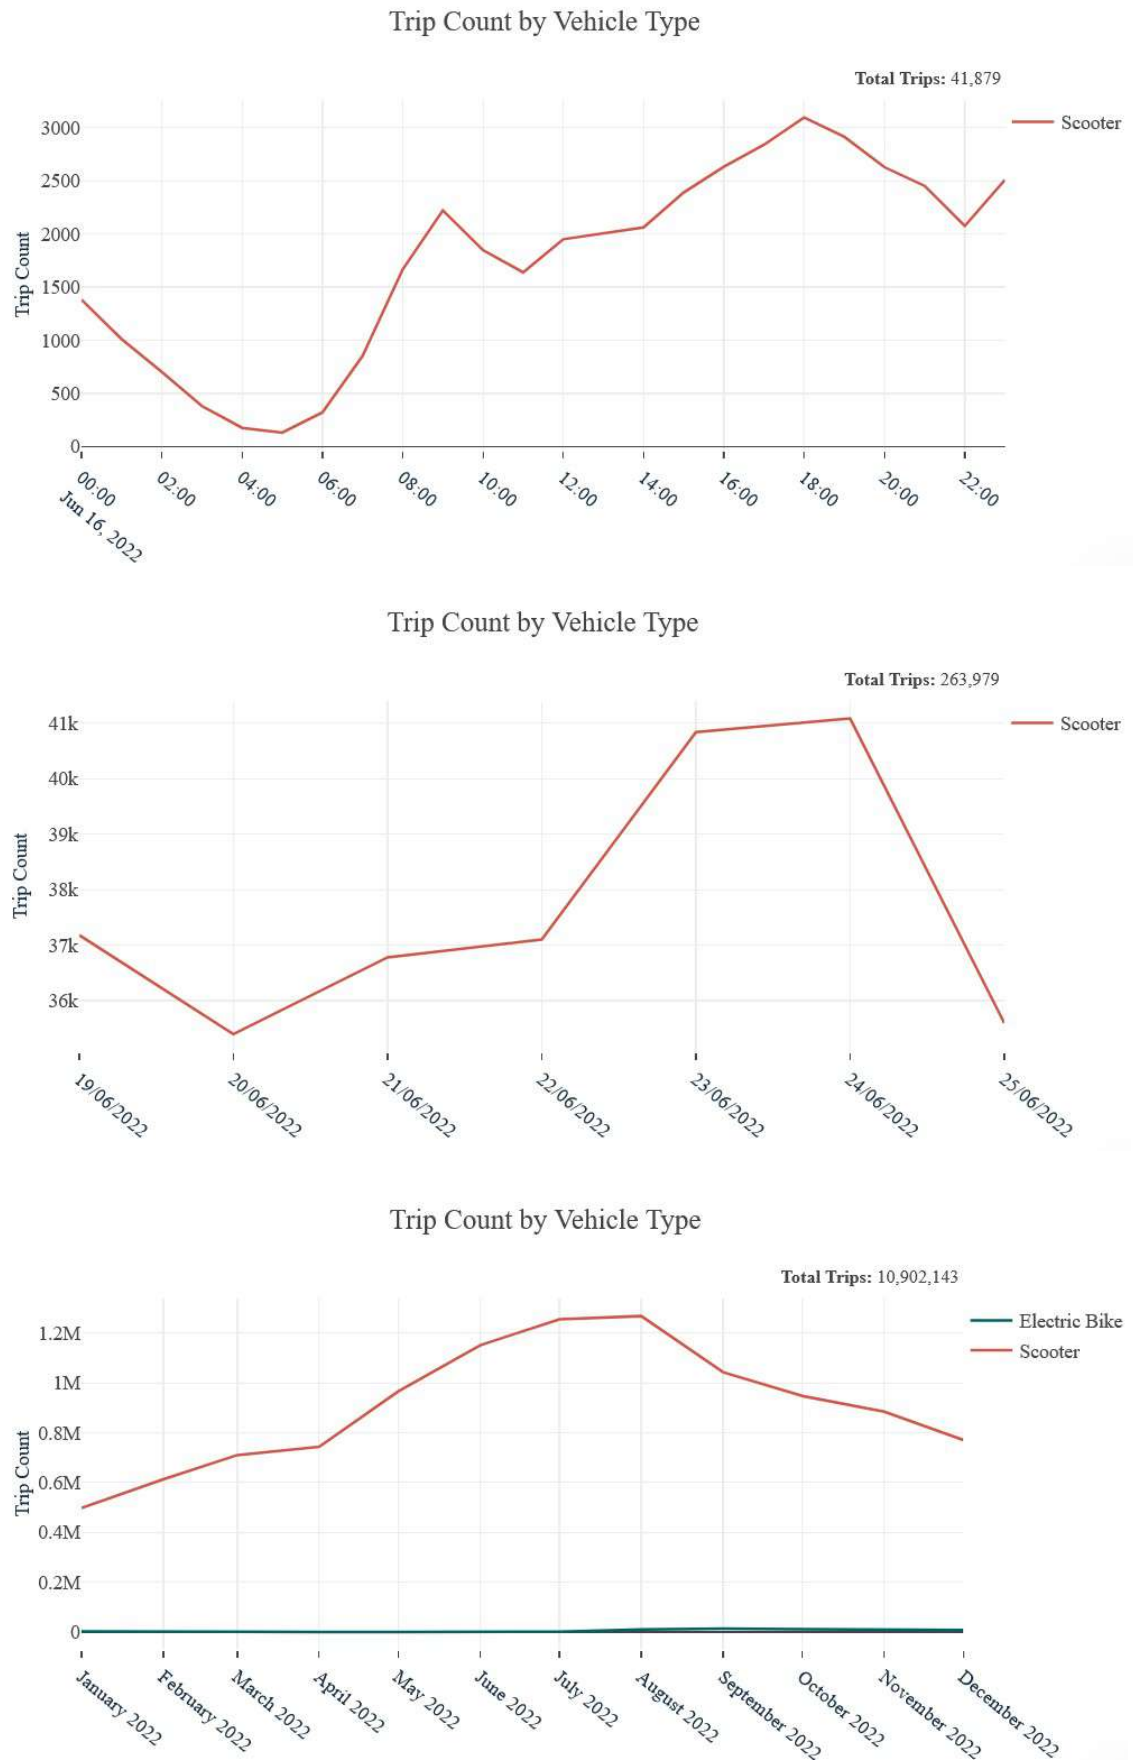 Trip Count by Vehicle Type
Total Trips: 41,879
Scooter
Trip Count
3000
2500
2000
1500
1000
500
0
00:00
Jun 16, 2022
02:00
04:00
06:00
08:00
10:00
12:00
14:00
16:00
18:00
20:00
22:00
Trip Count by Vehicle Type
Total Trips: 263,979
Scooter
Trip Count
41k
40k
39k
38k
37k
36k
19/06/2022
20/06/2022
21/06/2022
22/06/2022
23/06/2022
24/06/2022
25/06/2022
Trip Count by Vehicle Type
Total Trips: 10,902,143
Electric Bike
Scooter
Trip Count
1.2M
1M
0.8M
0.6M
0.4M
0.2M
0
January 2022
February 2022
March 2022
April 2022
May 2022
June 2022
July 2022
August 2022
September 2022
October 2022
November 2022
December 2022